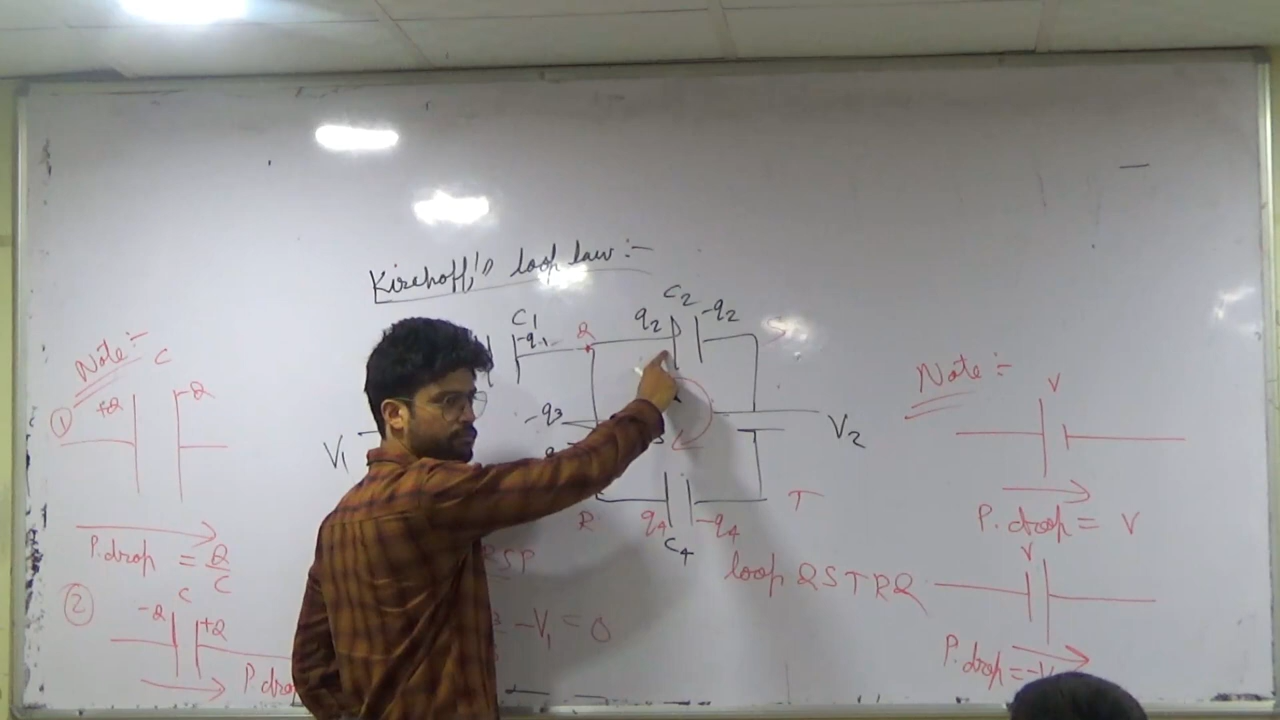 Kirchoff's loop law :-
Note :-
C
①
+Q
-Q
P.drop = Q/C
②
C
-Q
+Q
P.drop
C1
-q1
Q
q2
C2
-q2
S
-q3
V1
V2
R
q4
-q4
C4
T
RSP
-V1 = 0
loop QSTRQ
Note :-
V
P.drop = V
V
P.drop = -V